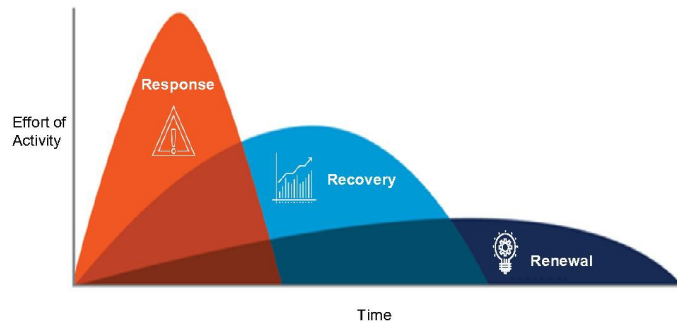 Response
Effort of
Activity
Recovery
Renewal
Time